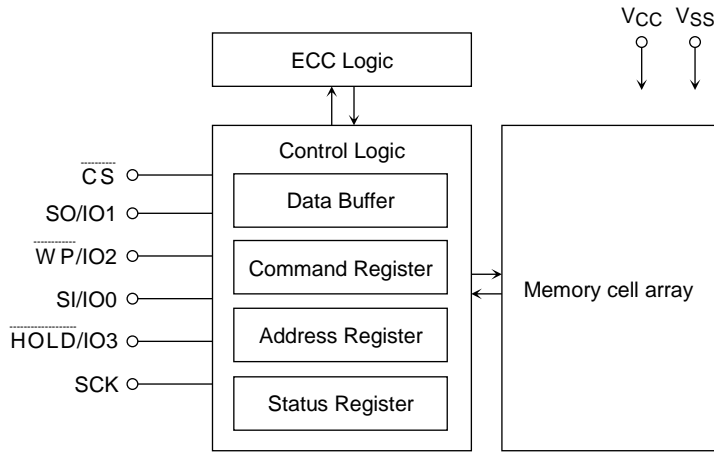 VCC VSS
ECC Logic
Control Logic
CS
Data Buffer
SO/IO1
WP/IO2
Command Register
Memory cell array
SI/IO0
Address Register
HOLD/IO3
SCK
Status Register